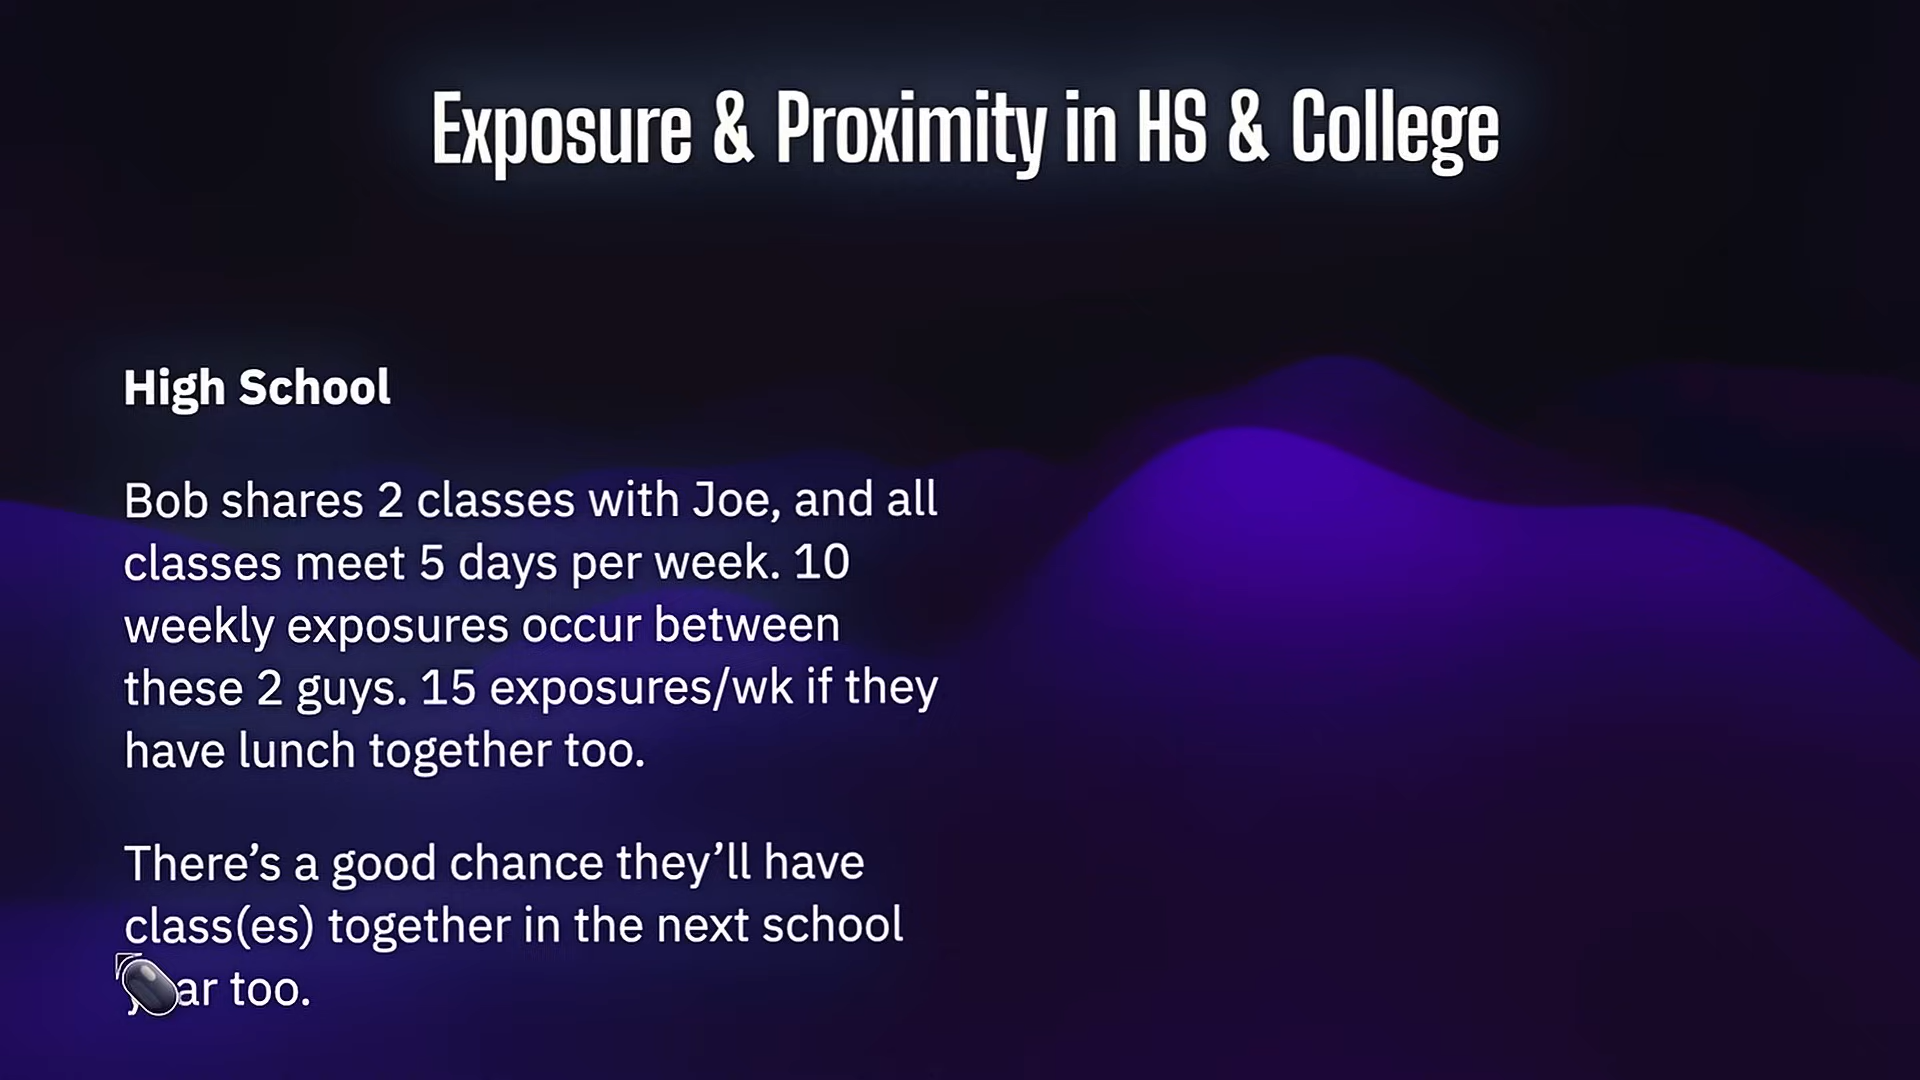 Exposure & Proximity in HS & College
High School
Bob shares 2 classes with Joe, and all
classes meet 5 days per week. 10
weekly exposures occur between
these 2 guys. 15 exposures/wk if they
have lunch together too.
There’s a good chance they’ll have
class(es) together in the next school
too.